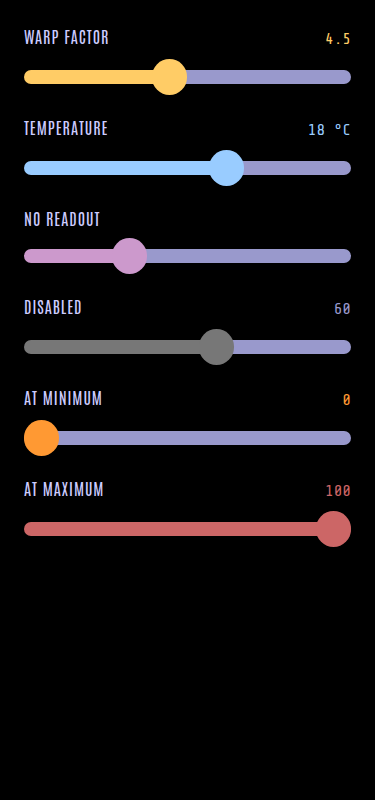 WARP FACTOR 4.5
TEMPERATURE 18 °C
NO READOUT
DISABLED 60
AT MINIMUM 0
AT MAXIMUM 100